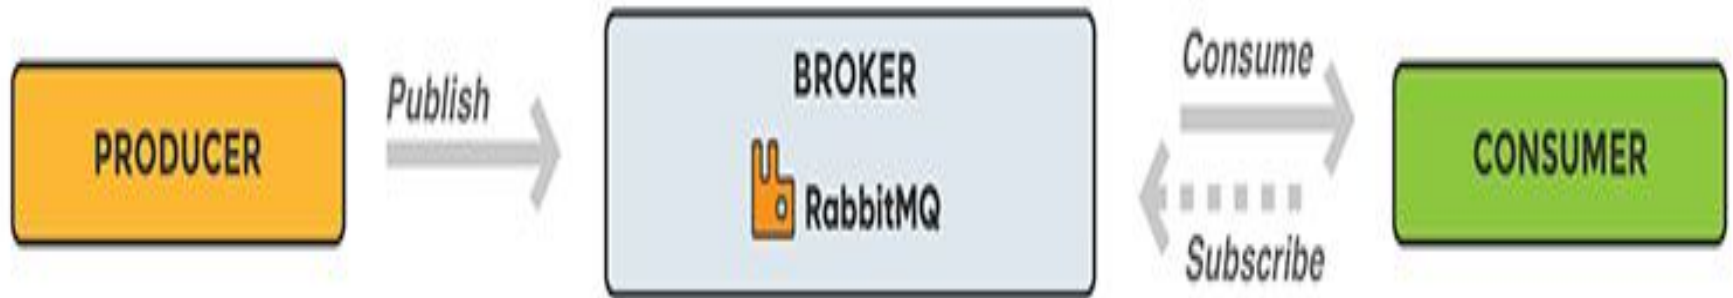 PRODUCER
Publish
BROKER
RabbitMQ
Consume
Subscribe
CONSUMER